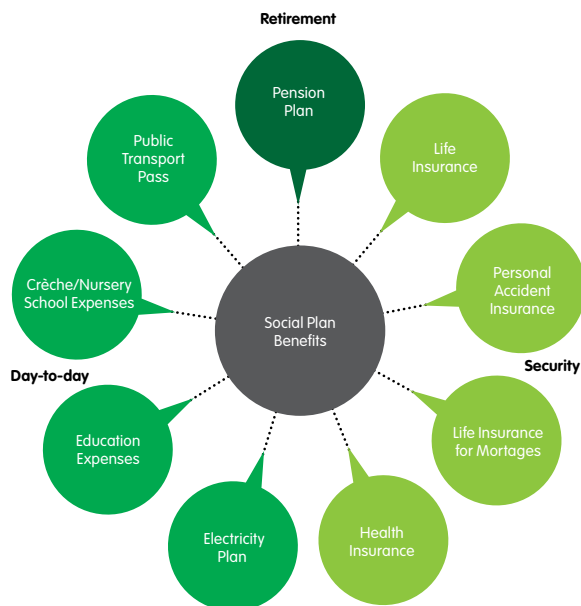 Retirement
Pension
Plan
Public
Transport
Pass
Life
Insurance
Crèche/Nursery
School Expenses
Personal
Accident
Insurance
Social Plan
Benefits
Day-to-day
Security
Education
Expenses
Life Insurance
for Mortages
Electricity
Plan
Health
Insurance